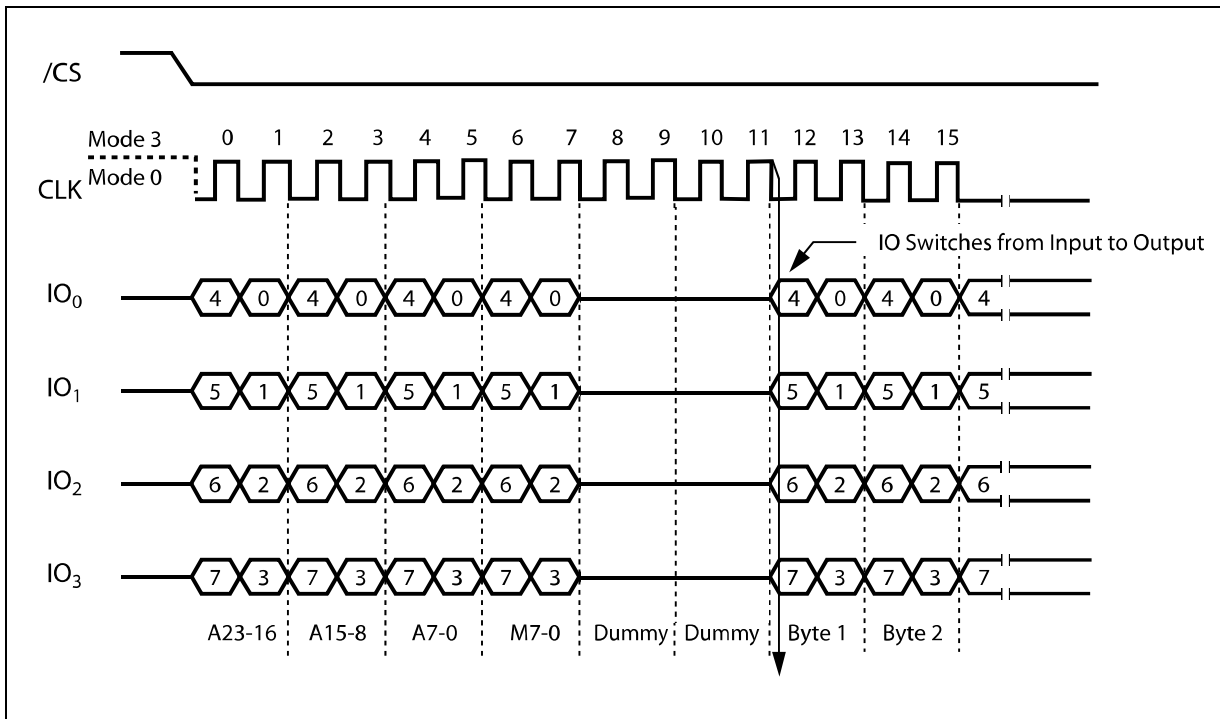 /CS
Mode 3
0 1 2 3 4 5 6 7 8 9 10 11 12 13 14 15
CLK
Mode 0
IO Switches from Input to Output
IO0 4 0 4 0 4 0 4 0 4 0 4 0 4
IO1 5 1 5 1 5 1 5 1 5 1 5 1 5
IO2 6 2 6 2 6 2 6 2 6 2 6 2 6
IO3 7 3 7 3 7 3 7 3 7 3 7 3 7
A23-16 A15-8 A7-0 M7-0 Dummy Dummy Byte 1 Byte 2